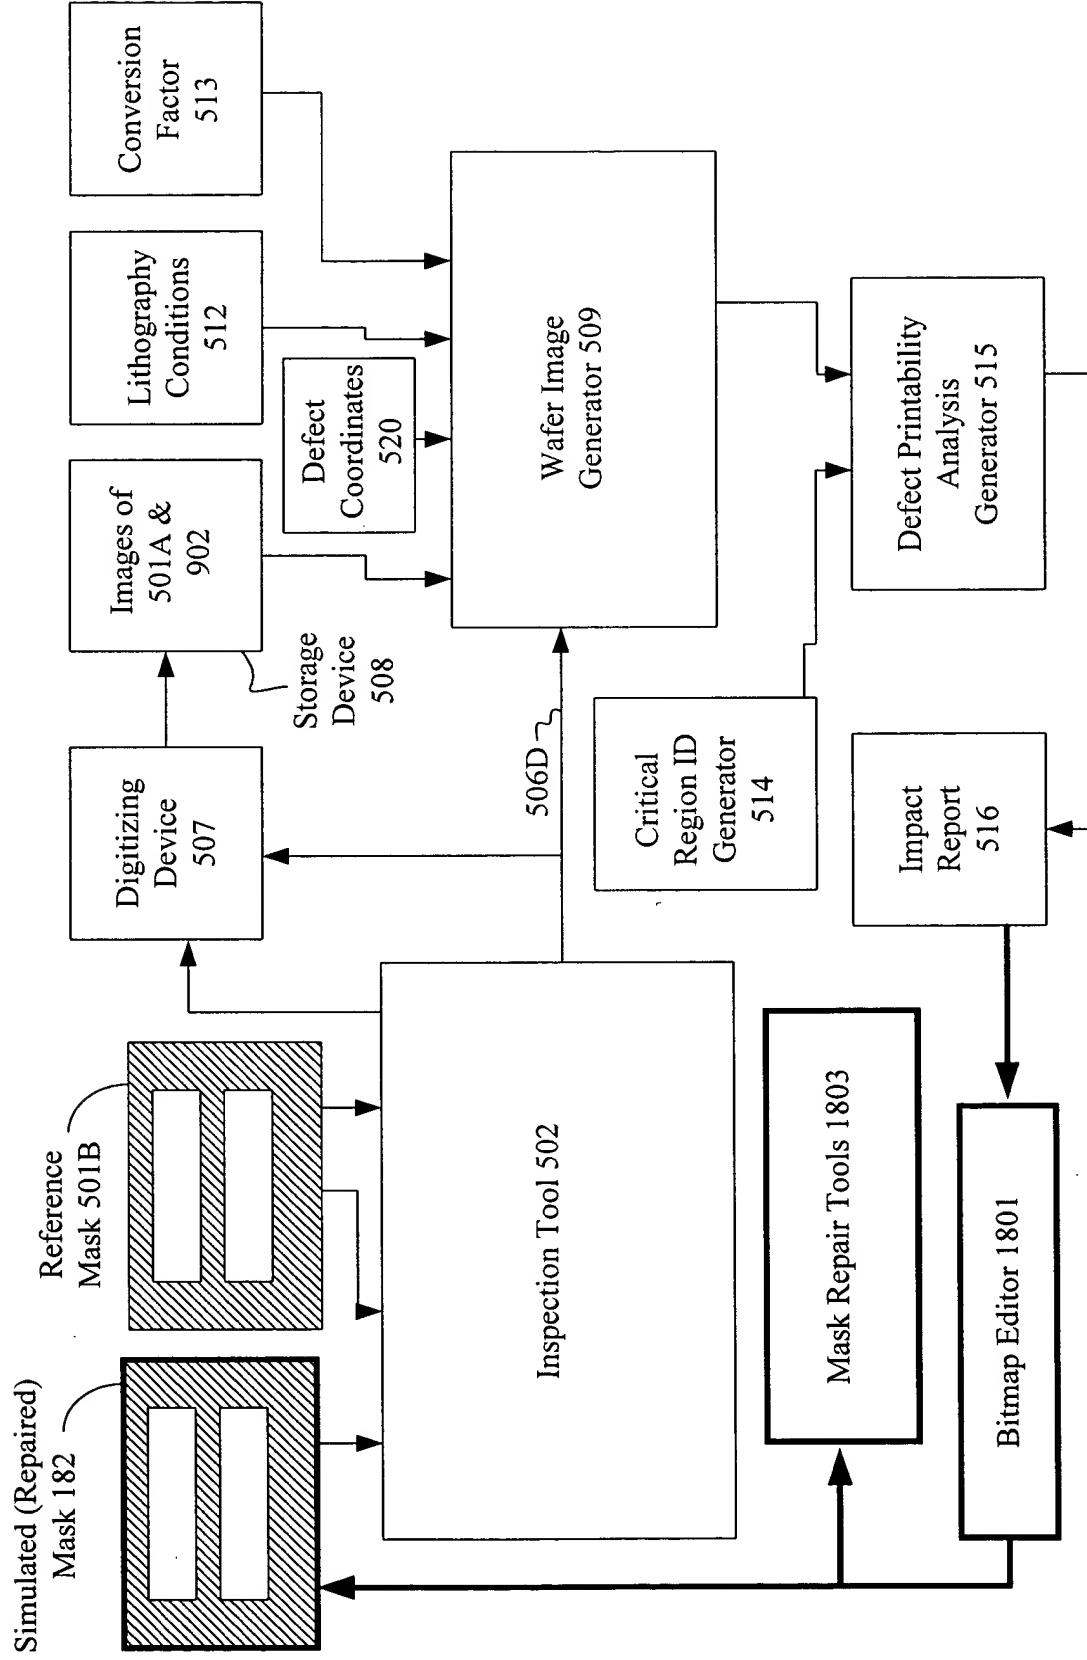 Simulated (Repaired)
Mask 182
Reference
Mask 501B
Digitizing
Device
507
Images of
501A &
902
Storage
Device
508
Lithography
Conditions
512
Conversion
Factor
513
Defect
Coordinates
520
Inspection Tool 502
506D
Wafer Image
Generator 509
Critical
Region ID
Generator
514
Mask Repair Tools 1803
Bitmap Editor 1801
Impact
Report
516
Defect Printability
Analysis
Generator 515